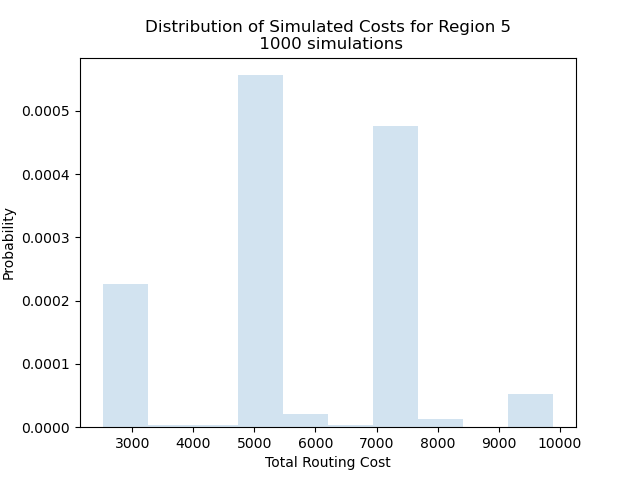 Distribution of Simulated Costs for Region 5
1000 simulations
0.0005
0.0004
0.0003
0.0002
0.0001
0.0000
Probability
3000 4000 5000 6000 7000 8000 9000 10000
Total Routing Cost